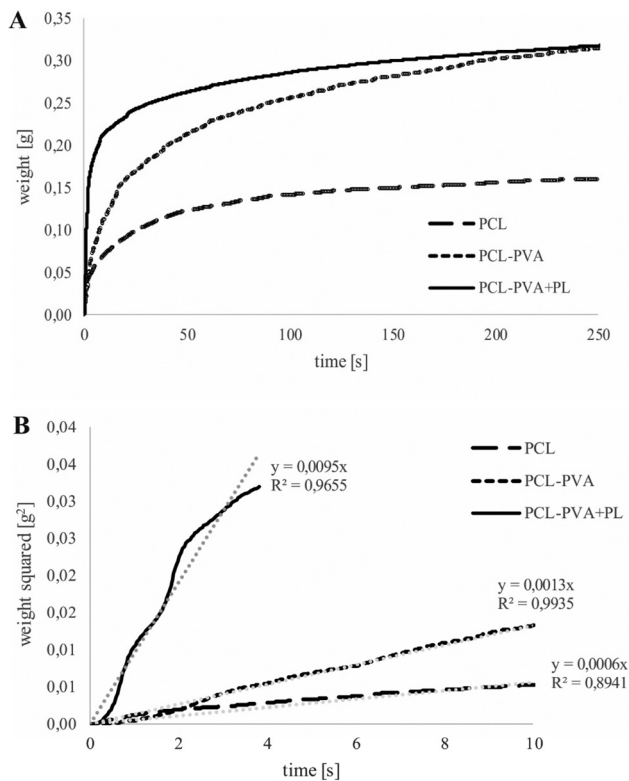 A
0,35
0,30
0,25
0,20
0,15
0,10
0,05
0,00
weight [g]
0
50
100
150
200
250
time [s]
PCL
PCL-PVA
PCL-PVA+PL
B
0,04
0,04
0,03
0,03
0,02
0,02
0,01
0,01
0,00
weight squared [g²]
y = 0,0095x
R² = 0,9655
PCL
PCL-PVA
PCL-PVA+PL
y = 0,0013x
R² = 0,9935
y = 0,0006x
R² = 0,8941
0
2
4
6
8
10
time [s]